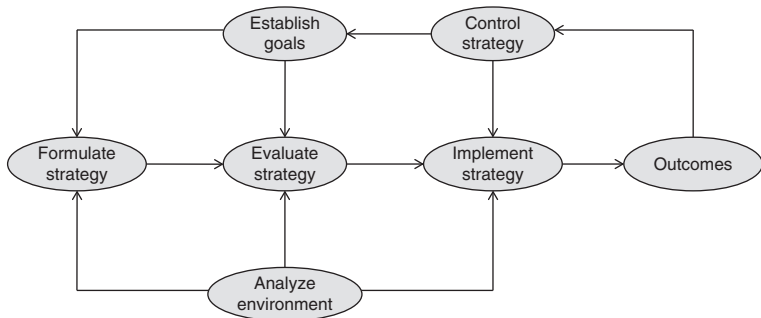 Establish
goals
Control
strategy
Formulate
strategy
Evaluate
strategy
Implement
strategy
Outcomes
Analyze
environment